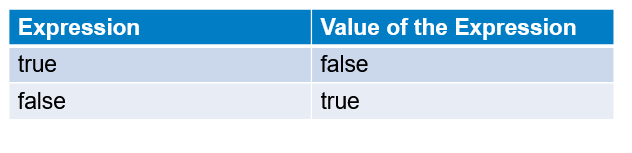 Expression Value of the Expression
true false
false true